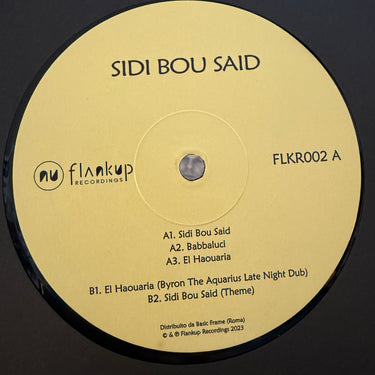 SIDI BOU SAID
nu flankup
RECORDINGS
FLKR002 A
A1. Sidi Bou Said
A2. Babbaluci
A3. El Haouaria
B1. El Haouaria (Byron The Aquarius Late Night Dub)
B2. Sidi Bou Said (Theme)
Distribuito da Basic Frame (Roma)
© & ℗ Flankup Recordings 2023